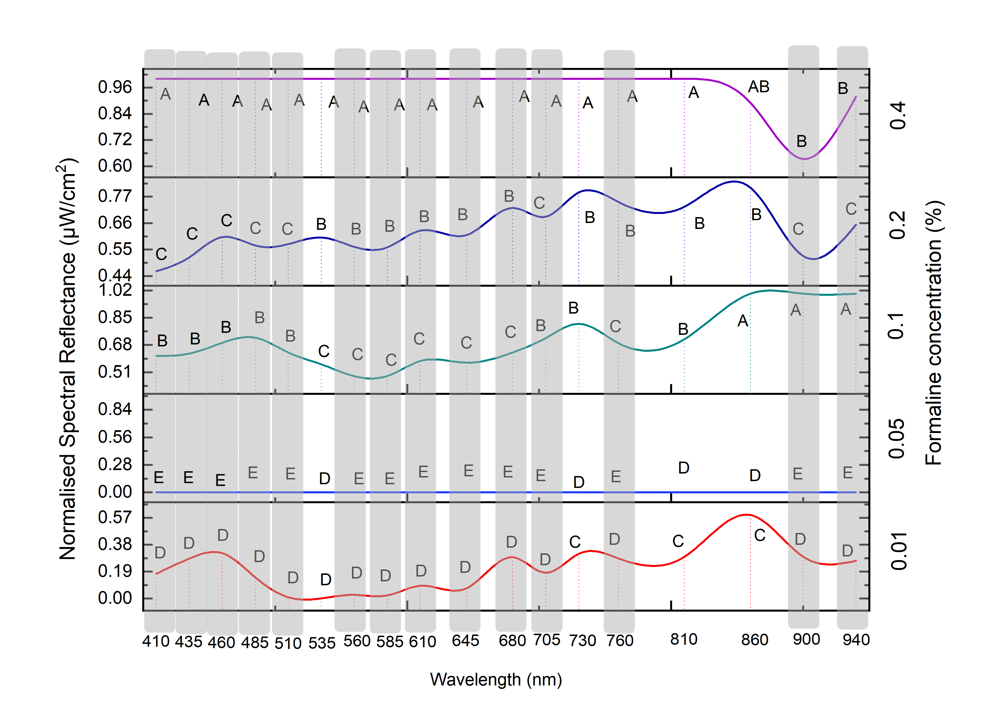 0.96
A A A A A A A A A A A A A A A AB B
0.84
0.72
B
0.60
0.4
0.77
0.66
0.55
0.44
C C C C C B B B B B B C B B B B C C
0.2
1.02
0.85
0.68
0.51
B B B B B C C C C C C B B C B A A A
0.1
0.84
0.56
0.28
0.00
E E E E E D E E E E E E D E D D E E
0.05
0.57
0.38
0.19
0.00
D D D D D D D D D D D D C D C C D D
0.01
410 435 460 485 510 535 560 585 610 645 680 705 730 760 810 860 900 940
Wavelength (nm)
Normalised Spectral Reflectance (µW/cm²)
Formaline concentration (%)